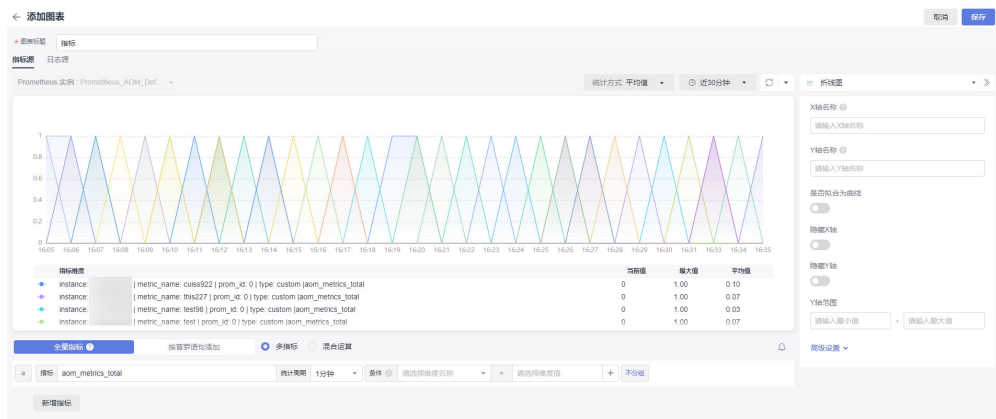 ← 添加图表 取消 保存
★ 图表标题 指标
指标源 日志源
Prometheus 实例 : Prometheus_AOM_Def... 统计方式: 平均值 近30分钟 折线图
X轴名称
请输入X轴名称
Y轴名称
请输入Y轴名称
是否拟合为曲线
隐藏X轴
隐藏Y轴
Y轴范围
请输入最小值 - 请输入最大值
高级设置
1
0.8
0.6
0.4
0.2
0
16:05 16:06 16:07 16:08 16:09 16:10 16:11 16:12 16:13 16:14 16:15 16:16 16:17 16:18 16:19 16:20 16:21 16:22 16:23 16:24 16:25 16:26 16:27 16:28 16:29 16:30 16:31 16:32 16:33 16:34 16:35
指标维度 当前值 最大值 平均值
instance: | metric_name: cuiss922 | prom_id: 0 | type: custom |aom_metrics_total 0 1.00 0.10
instance: | metric_name: this227 | prom_id: 0 | type: custom |aom_metrics_total 0 1.00 0.07
instance: | metric_name: test98 | prom_id: 0 | type: custom |aom_metrics_total 0 1.00 0.03
instance: | metric_name: test | prom_id: 0 | type: custom |aom_metrics_total 0 1.00 0.07
全量指标 按普罗语句添加 多指标 混合运算
a 指标 aom_metrics_total 统计周期 1分钟 条件 请选择维度名称 = 请选择维度值 + 不分组
新增指标